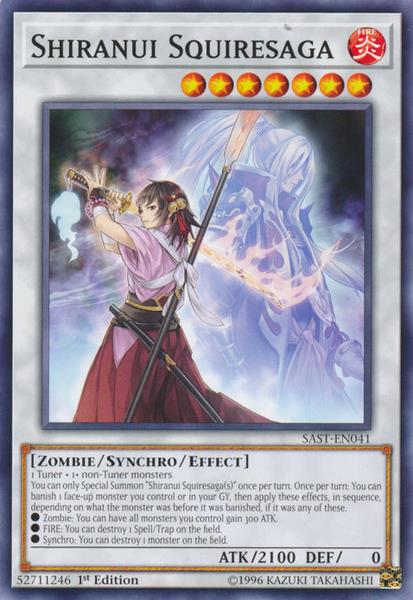 SHIRANUI SQUIRESAGA
FIRE
炎
SAST-EN041
[ZOMBIE/SYNCHRO/EFFECT]
1 Tuner + 1+ non-Tuner monsters
You can only Special Summon "Shiranui Squiresaga(s)" once per turn. Once per turn: You can
banish 1 face-up monster you control or in your GY, then apply these effects, in sequence,
depending on what the monster was before it was banished, if it was any of these.
● Zombie: You can have all monsters you control gain 300 ATK.
● FIRE: You can destroy 1 Spell/Trap on the field.
● Synchro: You can destroy 1 monster on the field.
ATK/2100 DEF/ 0
52711246 1st Edition ©1996 KAZUKI TAKAHASHI